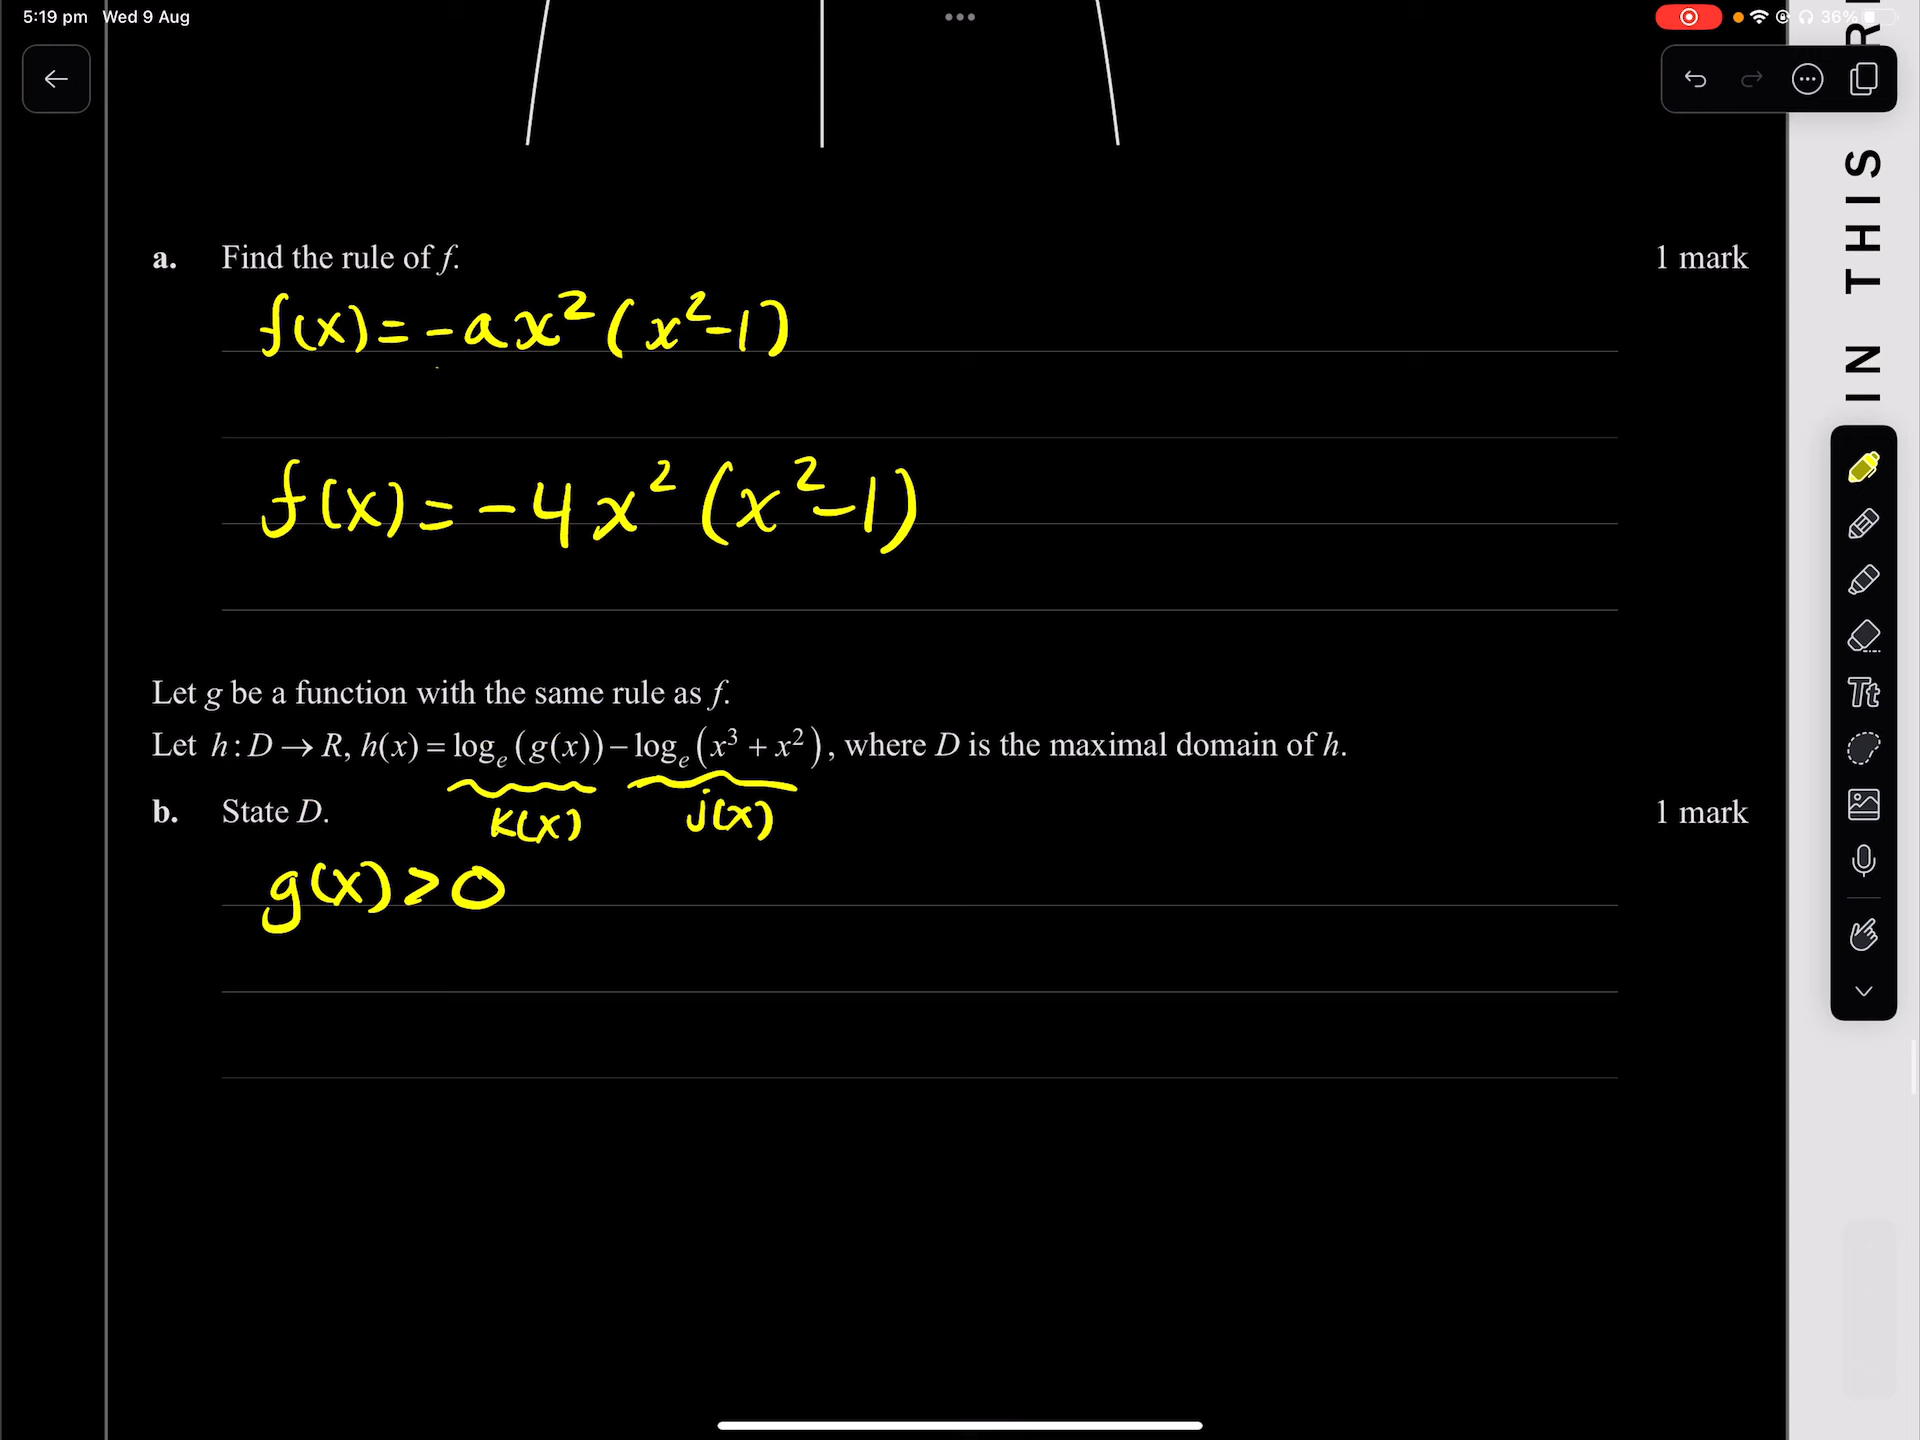 5:19 pm Wed 9 Aug
36%
a. Find the rule of f. 1 mark
f(x)=-ax²(x²-1)
f(x)=-4x²(x²-1)
Let g be a function with the same rule as f.
Let h:D→R, h(x)=logₑ(g(x))–logₑ(x³+x²), where D is the maximal domain of h.
k(x) j(x)
b. State D. 1 mark
g(x)>0
IN THIS
Tt